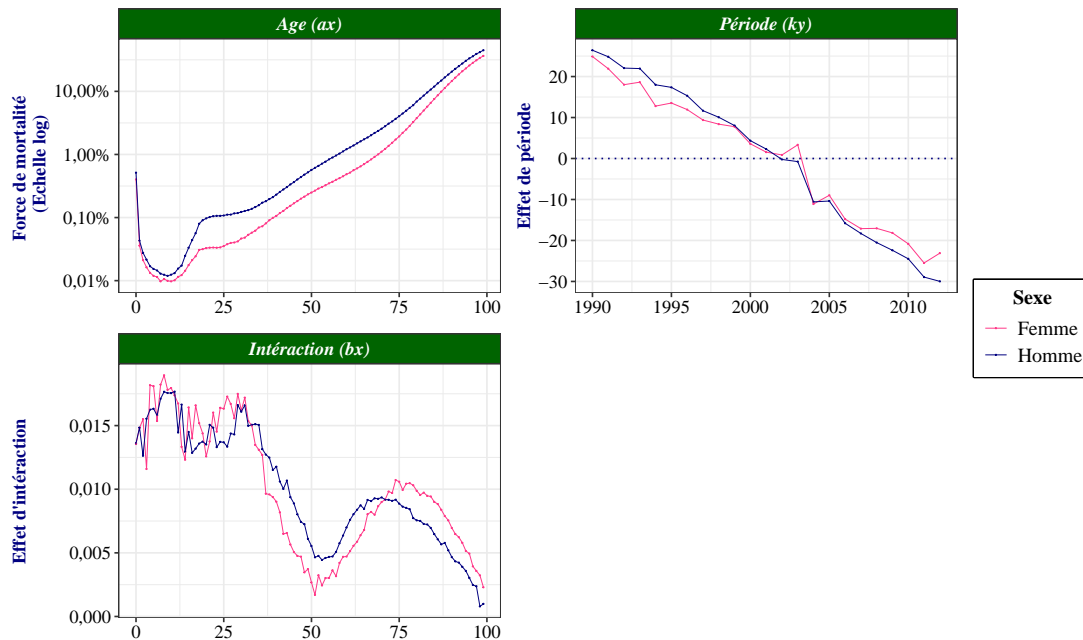 Age (ax)
Force de mortalité
(Echelle log)
10,00%
1,00%
0,10%
0,01%
0 25 50 75 100
Période (ky)
Effet de période
20
10
0
−10
−20
−30
1990 1995 2000 2005 2010
Intéraction (bx)
Effet d'intéraction
0,015
0,010
0,005
0,000
0 25 50 75 100
Sexe
Femme
Homme